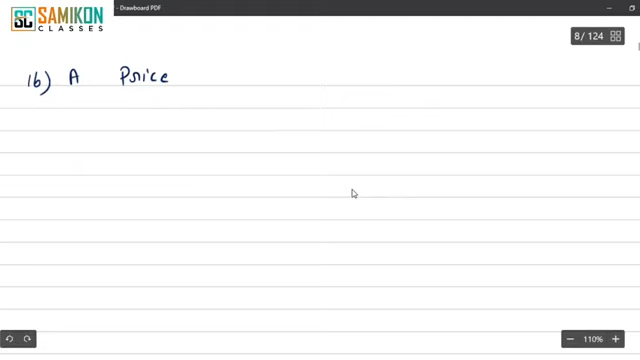 SC SAMIKON
CLASSES
- Drawboard PDF
8 / 124
16) A Price
110%